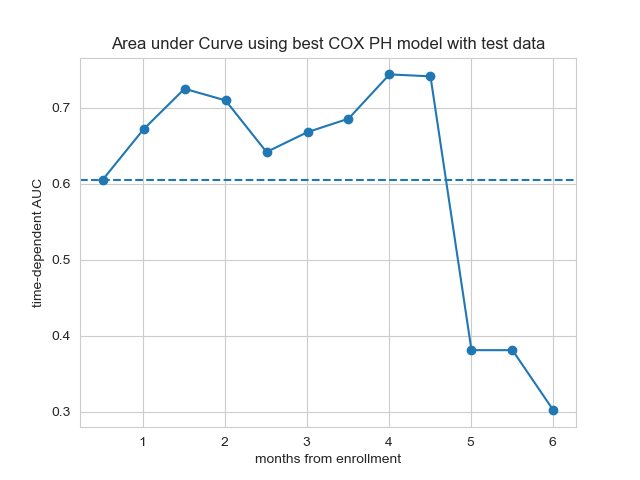 Area under Curve using best COX PH model with test data
time-dependent AUC
0.7
0.6
0.5
0.4
0.3
1 2 3 4 5 6
months from enrollment